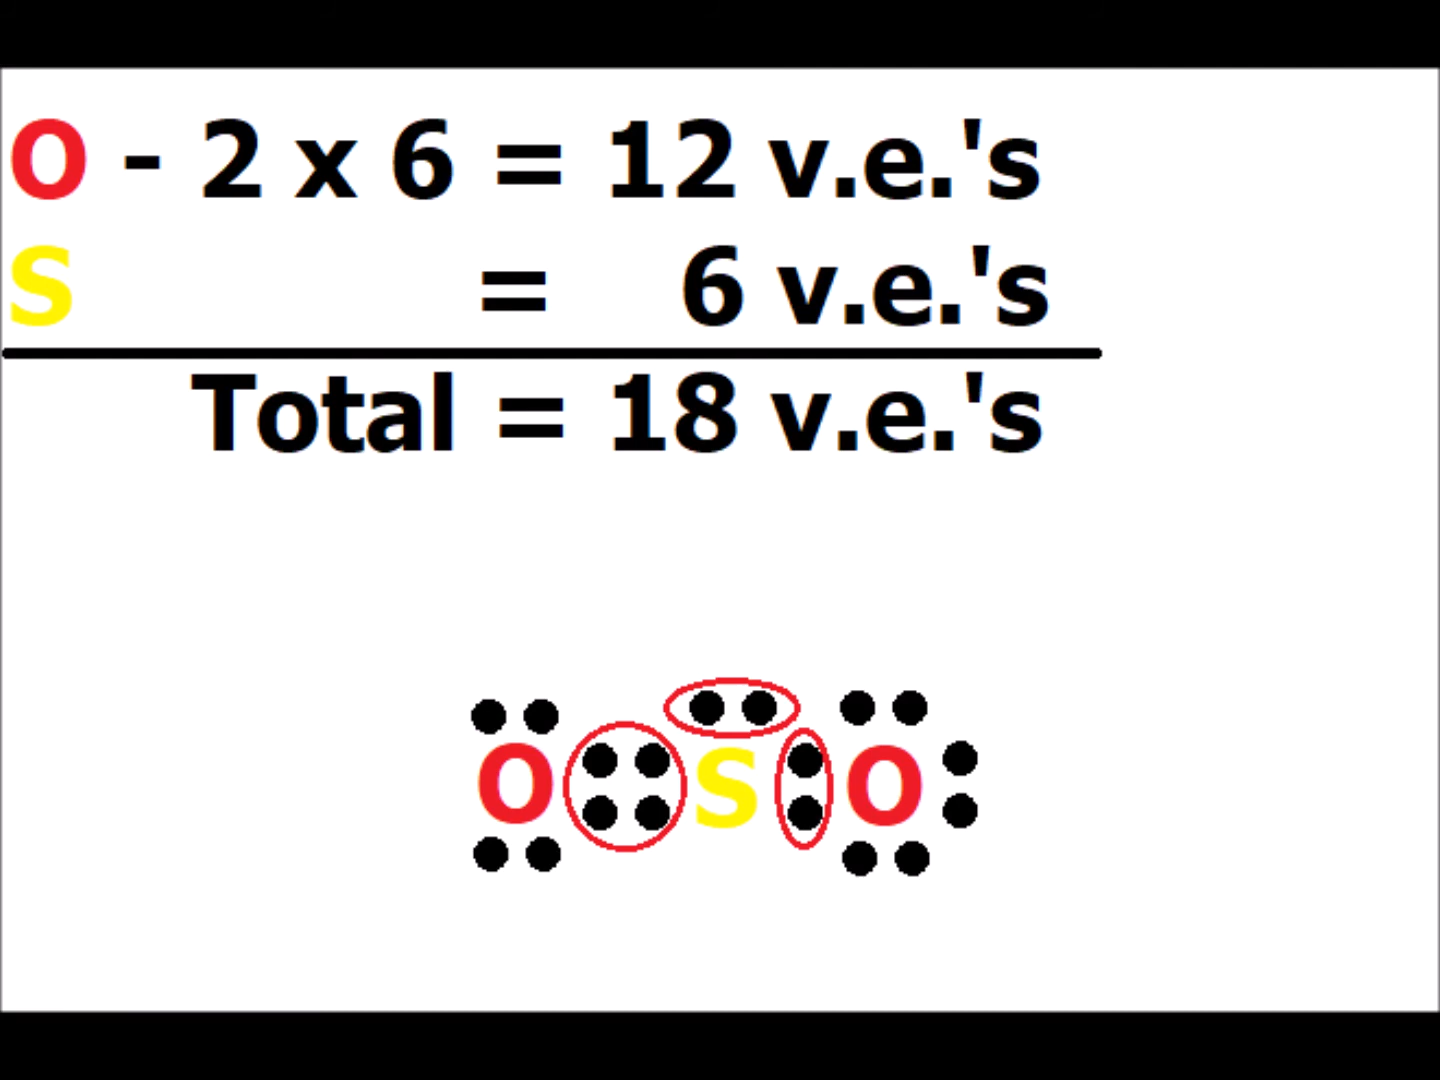 O - 2 x 6 = 12 v.e.'s
S = 6 v.e.'s
Total = 18 v.e.'s
O S O